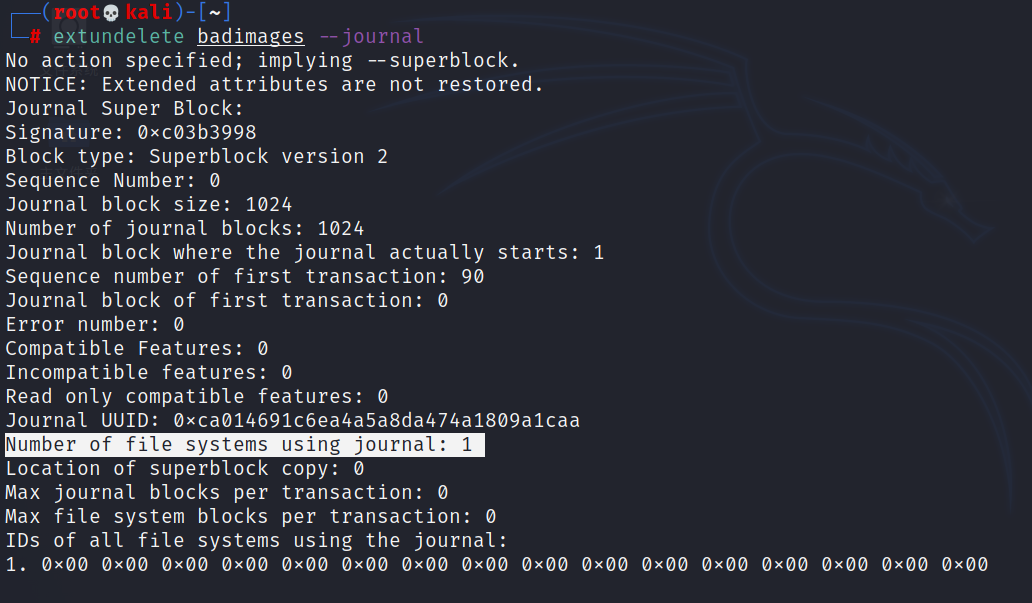 (root💀kali)-[~]
# extundelete badimages --journal
No action specified; implying --superblock.
NOTICE: Extended attributes are not restored.
Journal Super Block:
Signature: 0×c03b3998
Block type: Superblock version 2
Sequence Number: 0
Journal block size: 1024
Number of journal blocks: 1024
Journal block where the journal actually starts: 1
Sequence number of first transaction: 90
Journal block of first transaction: 0
Error number: 0
Compatible Features: 0
Incompatible features: 0
Read only compatible features: 0
Journal UUID: 0×ca014691c6ea4a5a8da474a1809a1caa
Number of file systems using journal: 1
Location of superblock copy: 0
Max journal blocks per transaction: 0
Max file system blocks per transaction: 0
IDs of all file systems using the journal:
1. 0×00 0×00 0×00 0×00 0×00 0×00 0×00 0×00 0×00 0×00 0×00 0×00 0×00 0×00 0×00 0×00